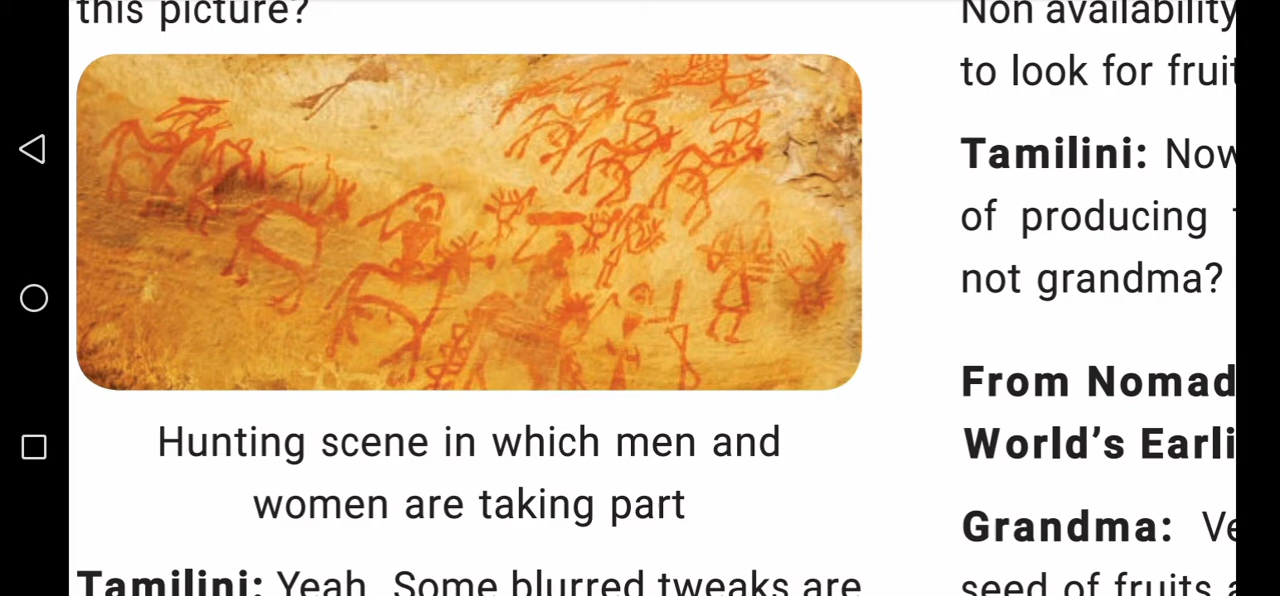 this picture?
Hunting scene in which men and
women are taking part
Tamilini: Yeah. Some blurred tweaks are
Non availability
to look for fruit
Tamilini: Now
of producing
not grandma?
From Nomad
World's Earli
Grandma: Ve
seed of fruits